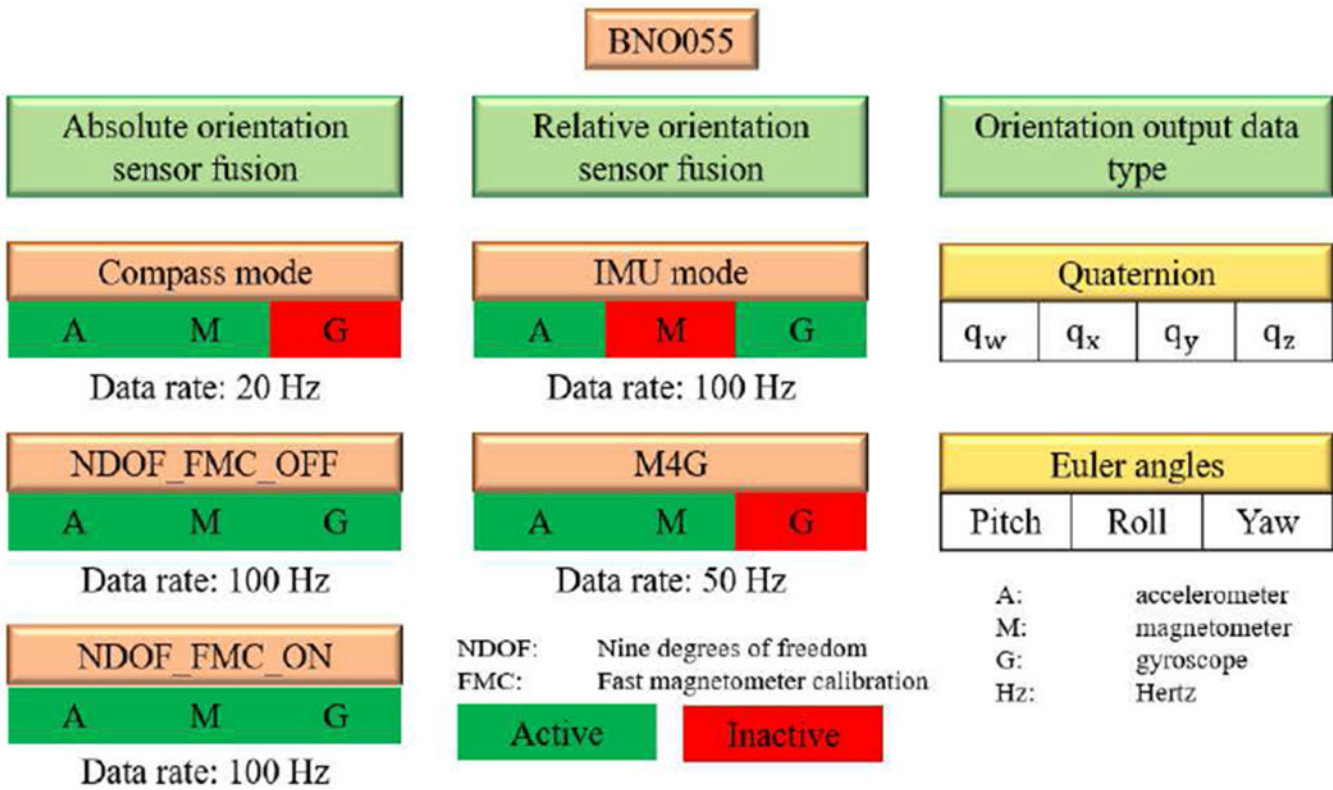 BNO055
Absolute orientation
sensor fusion
Compass mode
A M G
Data rate: 20 Hz
NDOF_FMC_OFF
A M G
Data rate: 100 Hz
NDOF_FMC_ON
A M G
Data rate: 100 Hz
Relative orientation
sensor fusion
IMU mode
A M G
Data rate: 100 Hz
M4G
A M G
Data rate: 50 Hz
NDOF: Nine degrees of freedom
FMC: Fast magnetometer calibration
Active Inactive
Orientation output data
type
Quaternion
qw qx qy qz
Euler angles
Pitch Roll Yaw
A: accelerometer
M: magnetometer
G: gyroscope
Hz: Hertz